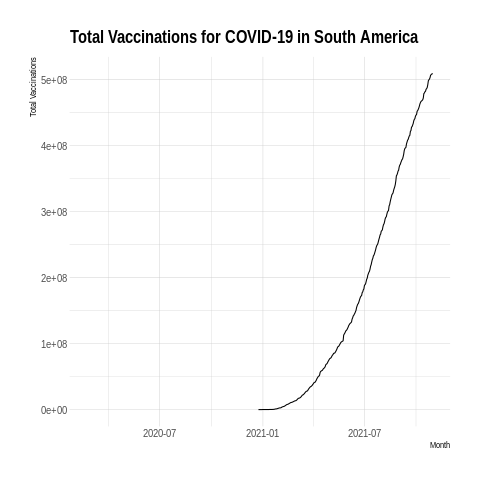 Total Vaccinations for COVID-19 in South America
Total Vaccinations
5e+08
4e+08
3e+08
2e+08
1e+08
0e+00
2020-07 2021-01 2021-07
Month